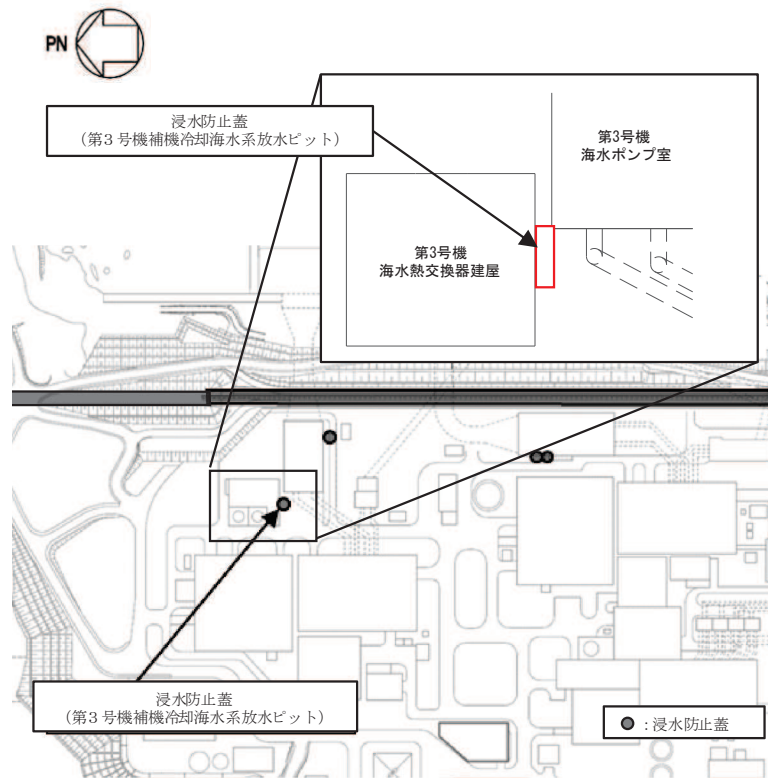 PN
浸水防止蓋
（第3号機補機冷却海水系放水ピット）
第3号機
海水ポンプ室
第3号機
海水熱交換器建屋
浸水防止蓋
（第3号機補機冷却海水系放水ピット）
：浸水防止蓋